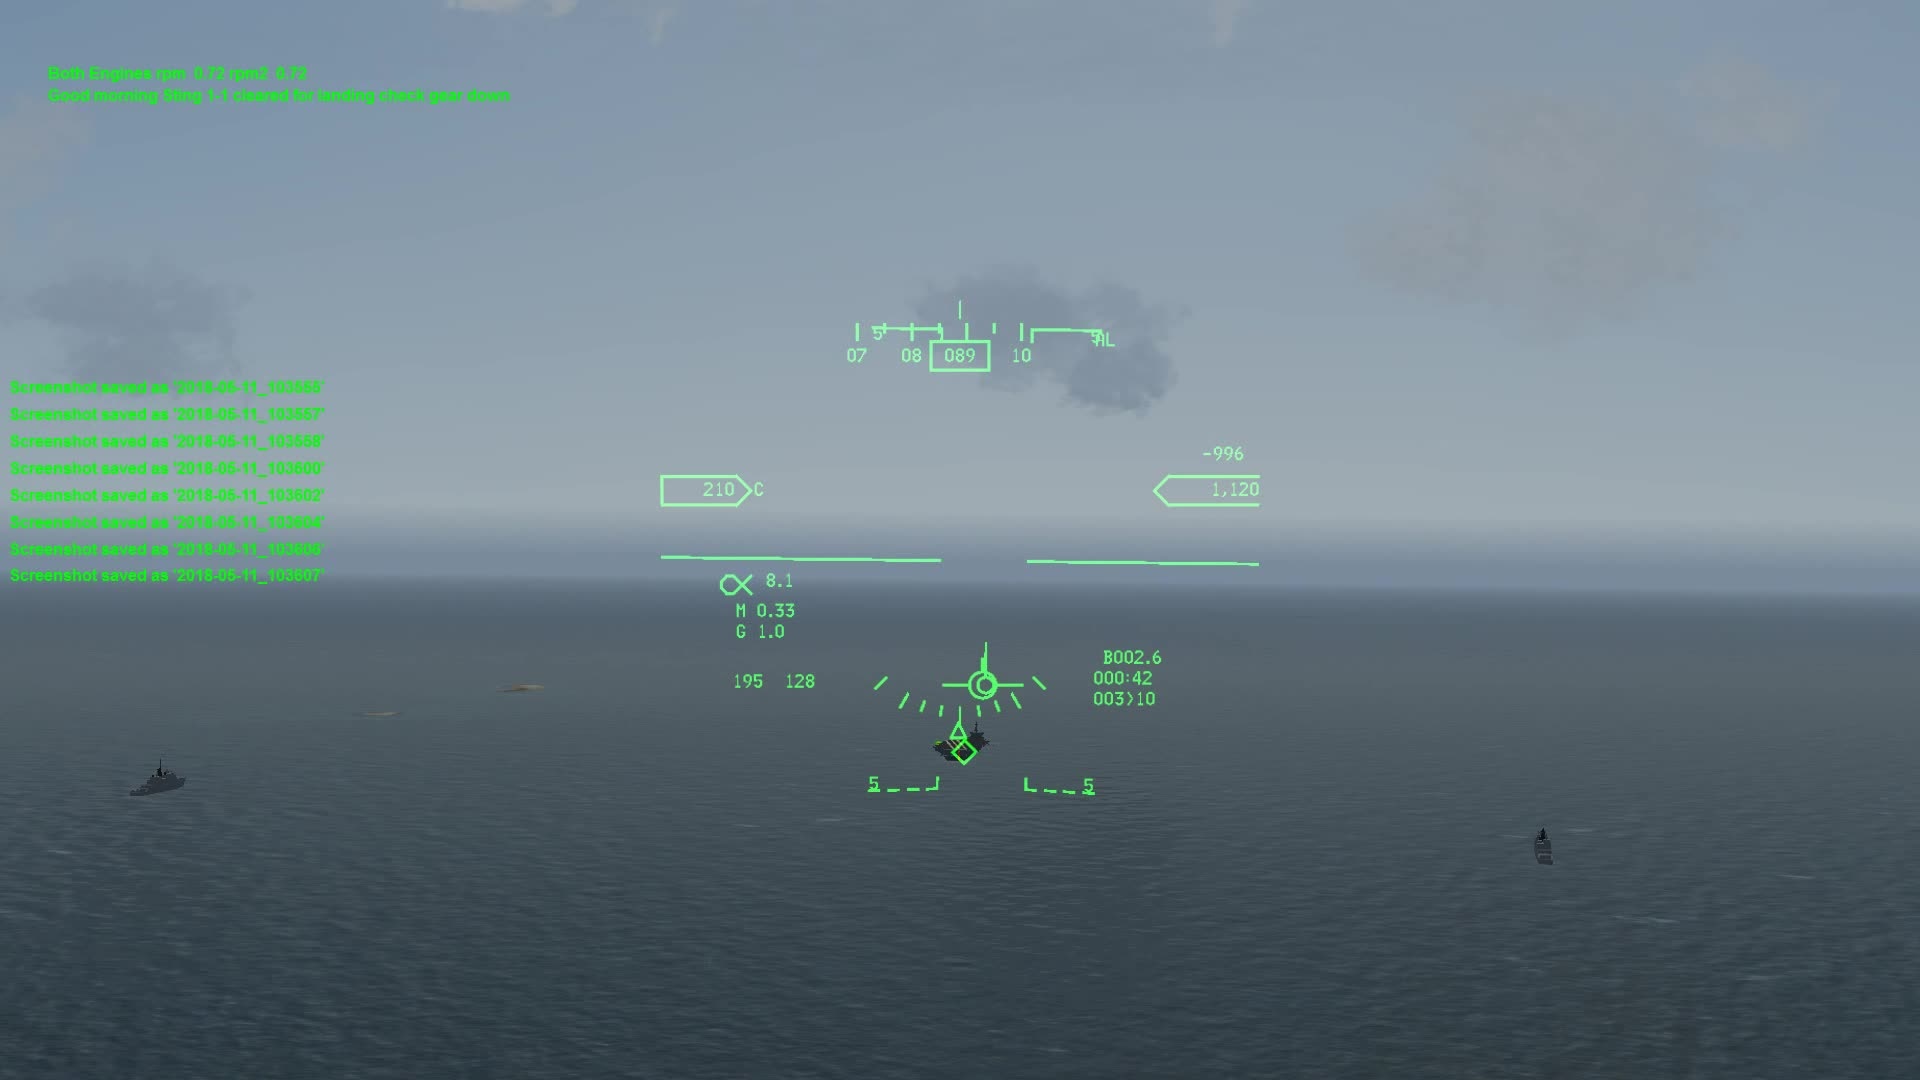 Both Engines rpm 0.72 rpm2 0.72
Good morning Sting 1-1 cleared for landing check gear down
5 5 AL
07 08 089 10
Screenshot saved as '2018-05-11_103555'
Screenshot saved as '2018-05-11_103557'
Screenshot saved as '2018-05-11_103558'
Screenshot saved as '2018-05-11_103600'
Screenshot saved as '2018-05-11_103602'
Screenshot saved as '2018-05-11_103604'
Screenshot saved as '2018-05-11_103606'
Screenshot saved as '2018-05-11_103607'
-996
210 C 1,120
α 8.1
M 0.33
G 1.0
195 128
B002.6
000:42
003>10
5 5